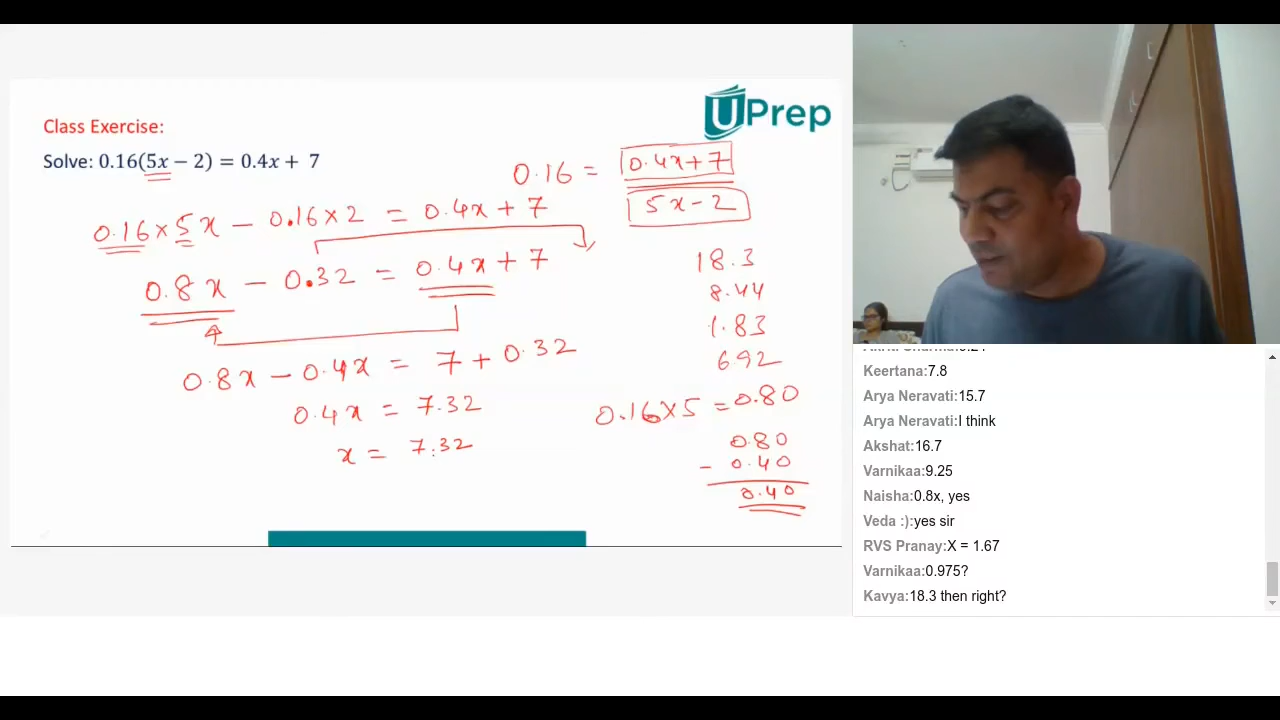 UPrep
Class Exercise:
Solve: 0.16(5x − 2) = 0.4x + 7
0.16 = 0.4x+7
5x−2
0.16 × 5x − 0.16×2 = 0.4x + 7
0.8x − 0.32 = 0.4x + 7
0.8x − 0.4x = 7 + 0.32
0.4x = 7.32
x = 7.32
18.3
8.44
1.83
692
0.16×5 = 0.80
0.80
- 0.40
0.40
Keertana:7.8
Arya Neravati:15.7
Arya Neravati:I think
Akshat:16.7
Varnikaa:9.25
Naisha:0.8x, yes
Veda :):yes sir
RVS Pranay:X = 1.67
Varnikaa:0.975?
Kavya:18.3 then right?